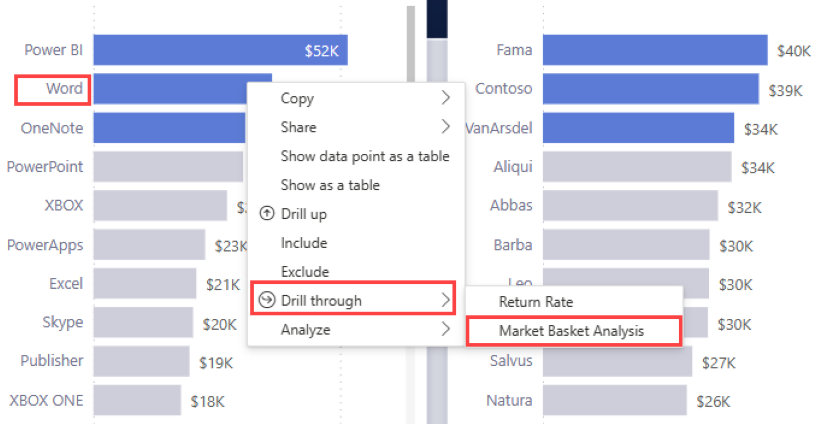 Power BI $52K
Word
OneNote
PowerPoint
XBOX
PowerApps $23K
Excel $21K
Skype $20K
Publisher $19K
XBOX ONE $18K
Copy
Share
Show data point as a table
Show as a table
Drill up
Include
Exclude
Drill through
Analyze
Return Rate
Market Basket Analysis
Fama $40K
Contoso $39K
VanArsdel $34K
Aliqui $34K
Abbas $32K
Barba $30K
Leo $30K
$30K
Salvus $27K
Natura $26K